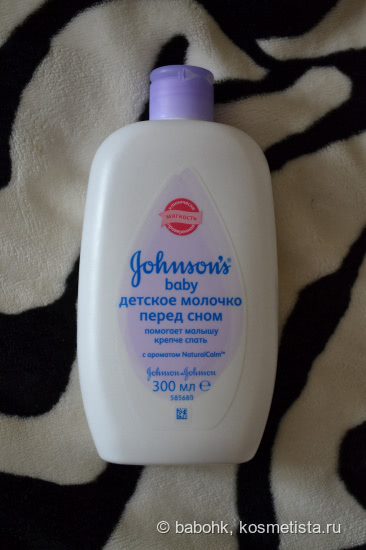 МЯГКОСТЬ
Johnson's
baby
детское молочко
перед сном
помогает малышу
крепче спать
с ароматом NaturalCalm™
Johnson & Johnson
300 мл ℮
© babohk, kosmetista.ru